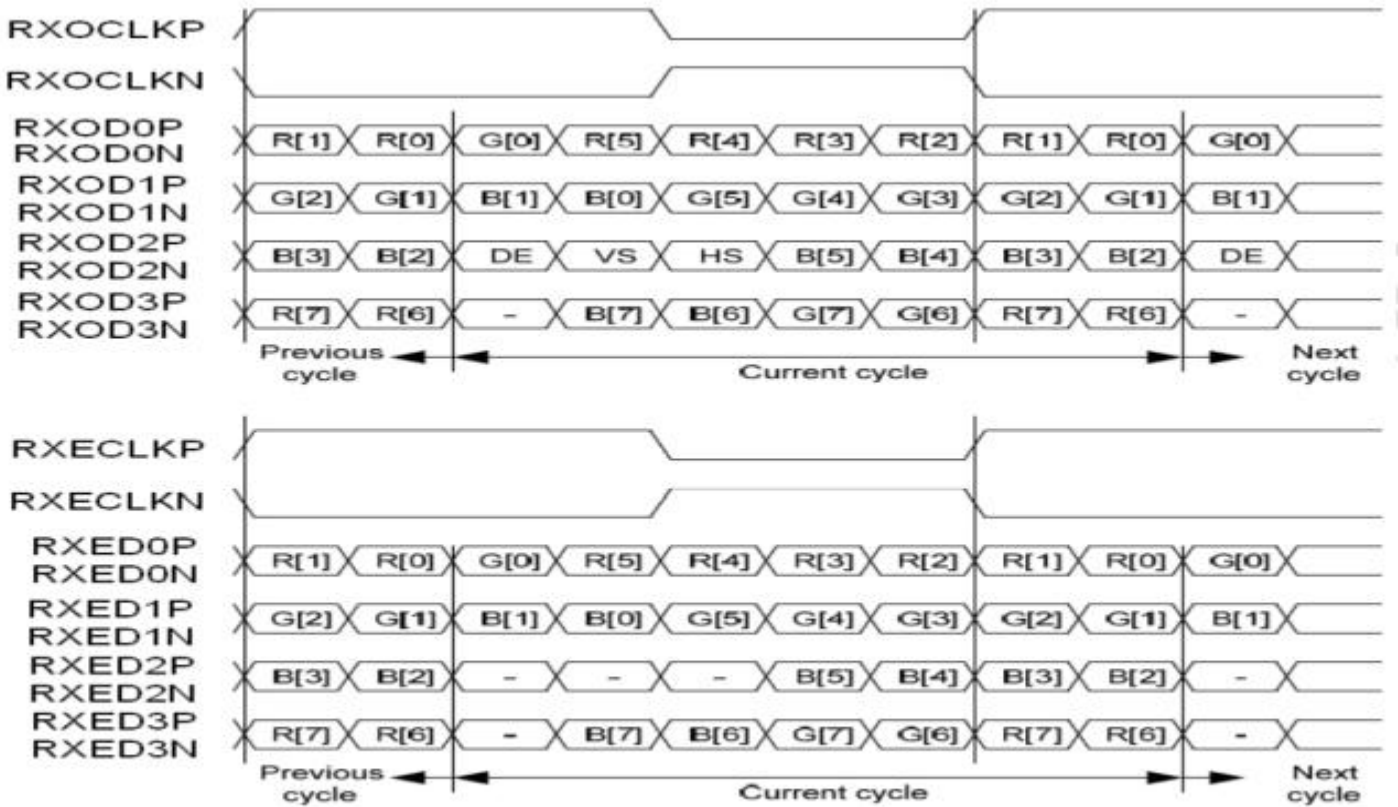 RXOCLKP
RXOCLKN
RXOD0P
RXOD0N
R[1] R[0] G[0] R[5] R[4] R[3] R[2] R[1] R[0] G[0]
RXOD1P
RXOD1N
G[2] G[1] B[1] B[0] G[5] G[4] G[3] G[2] G[1] B[1]
RXOD2P
RXOD2N
B[3] B[2] DE VS HS B[5] B[4] B[3] B[2] DE
RXOD3P
RXOD3N
R[7] R[6] - B[7] B[6] G[7] G[6] R[7] R[6] -
Previous cycle
Current cycle
Next cycle
RXECLKP
RXECLKN
RXED0P
RXED0N
R[1] R[0] G[0] R[5] R[4] R[3] R[2] R[1] R[0] G[0]
RXED1P
RXED1N
G[2] G[1] B[1] B[0] G[5] G[4] G[3] G[2] G[1] B[1]
RXED2P
RXED2N
B[3] B[2] - - - B[5] B[4] B[3] B[2] -
RXED3P
RXED3N
R[7] R[6] - B[7] B[6] G[7] G[6] R[7] R[6] -
Previous cycle
Current cycle
Next cycle